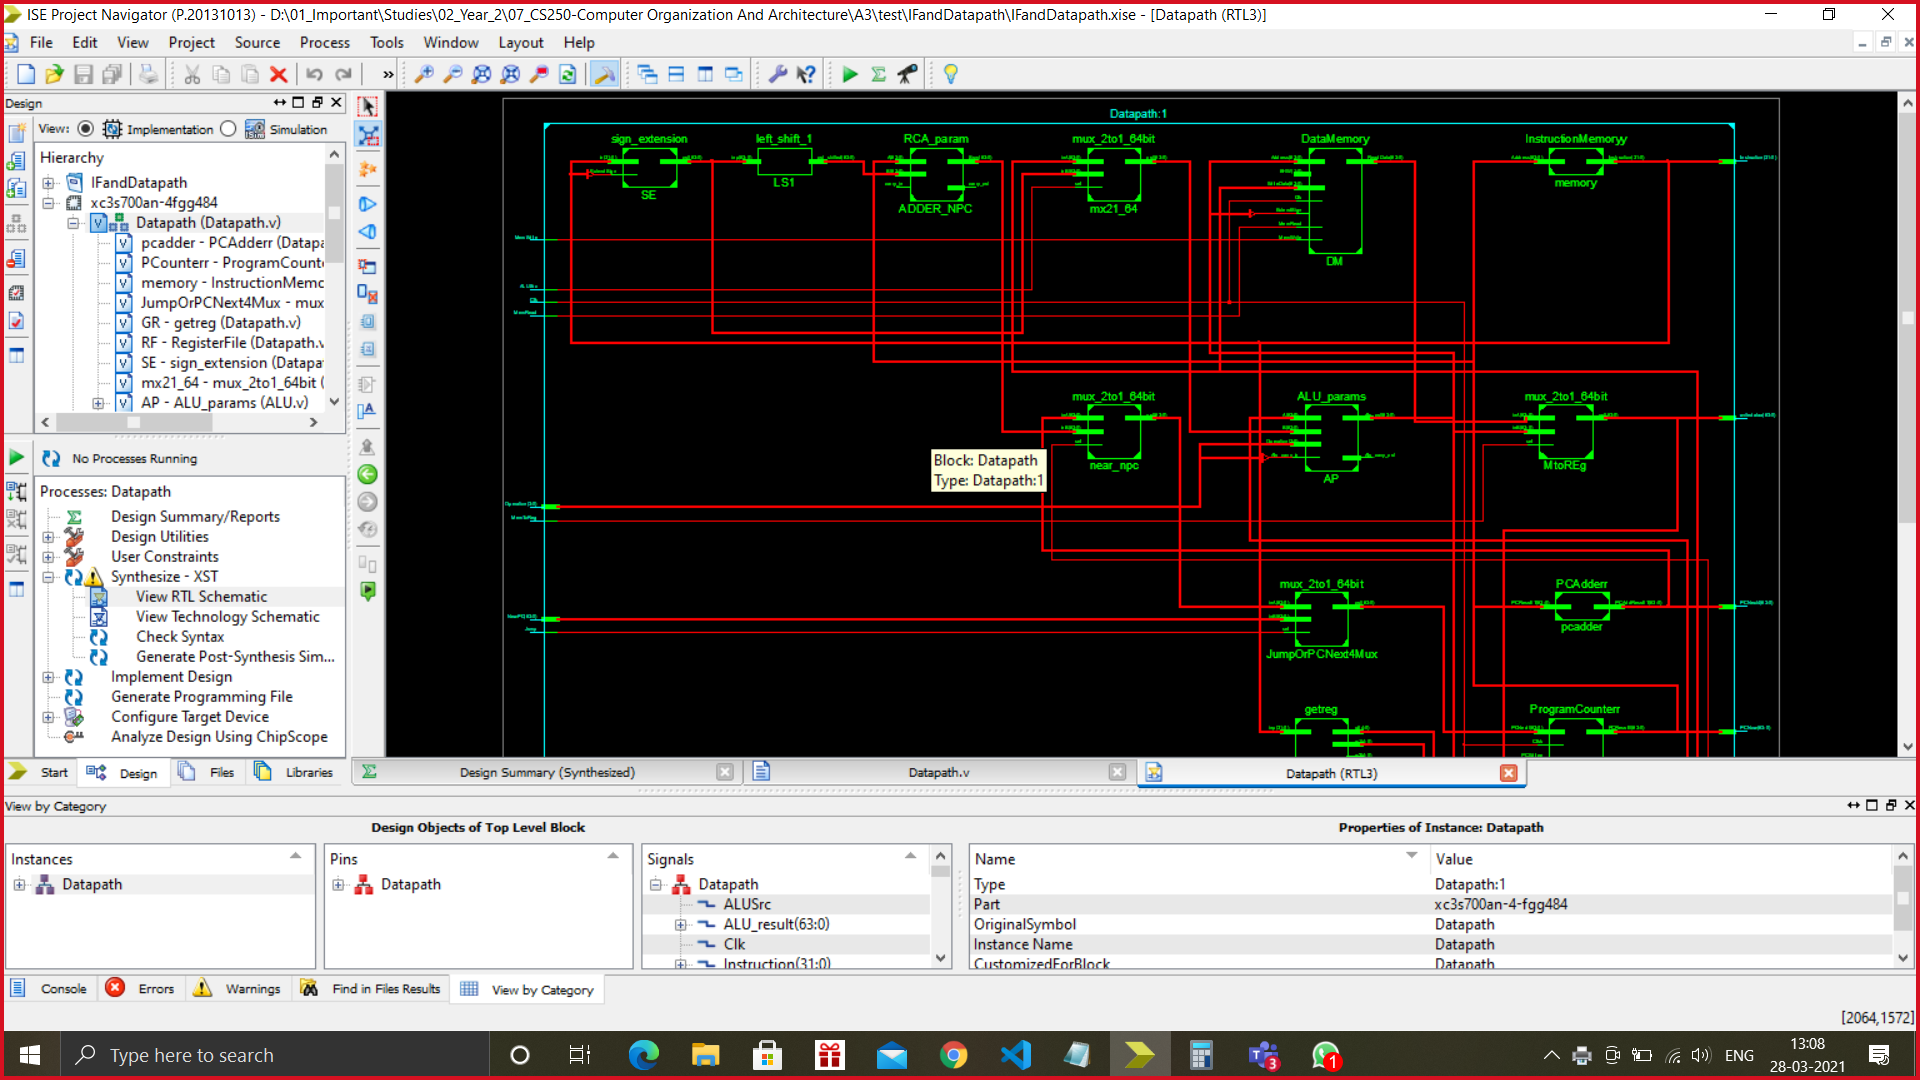 ISE Project Navigator (P.20131013) - D:\01_Important\Studies\02_Year_2\07_CS250-Computer Organization And Architecture\A3\test\IFandDatapath\IFandDatapath.xise - [Datapath (RTL3)]
File Edit View Project Source Process Tools Window Layout Help
Design
View: Implementation Simulation
Hierarchy
IFandDatapath
xc3s700an-4fgg484
Datapath (Datapath.v)
pcadder - PCAdderr (Datapa
PCounterr - ProgramCount
memory - InstructionMemo
JumpOrPCNext4Mux - mux
GR - getreg (Datapath.v)
RF - RegisterFile (Datapath.v
SE - sign_extension (Datapat
mx21_64 - mux_2to1_64bit (
AP - ALU_params (ALU.v)
No Processes Running
Processes: Datapath
Design Summary/Reports
Design Utilities
User Constraints
Synthesize - XST
View RTL Schematic
View Technology Schematic
Check Syntax
Generate Post-Synthesis Sim...
Implement Design
Generate Programming File
Configure Target Device
Analyze Design Using ChipScope
Start Design Files Libraries
Datapath:1
sign_extension left_shift_1 RCA_param mux_2to1_64bit DataMemory InstructionMemoryy
SE LS1 ADDER_NPC mx21_64 DM memory
mux_2to1_64bit ALU_params mux_2to1_64bit
near_npc AP MtoREg
Block: Datapath
Type: Datapath:1
mux_2to1_64bit PCAdderr
JumpOrPCNext4Mux pcadder
getreg ProgramCounterr
Design Summary (Synthesized) Datapath.v Datapath (RTL3)
View by Category
Design Objects of Top Level Block Properties of Instance: Datapath
Instances
Datapath
Pins
Datapath
Signals
Datapath
ALUSrc
ALU_result(63:0)
Clk
Instruction(31:0)
Name Value
Type Datapath:1
Part xc3s700an-4-fgg484
OriginalSymbol Datapath
Instance Name Datapath
CustomizedForBlock Datapath
Console Errors Warnings Find in Files Results View by Category
[2064,1572]
Type here to search
3
1
ENG
13:08
28-03-2021